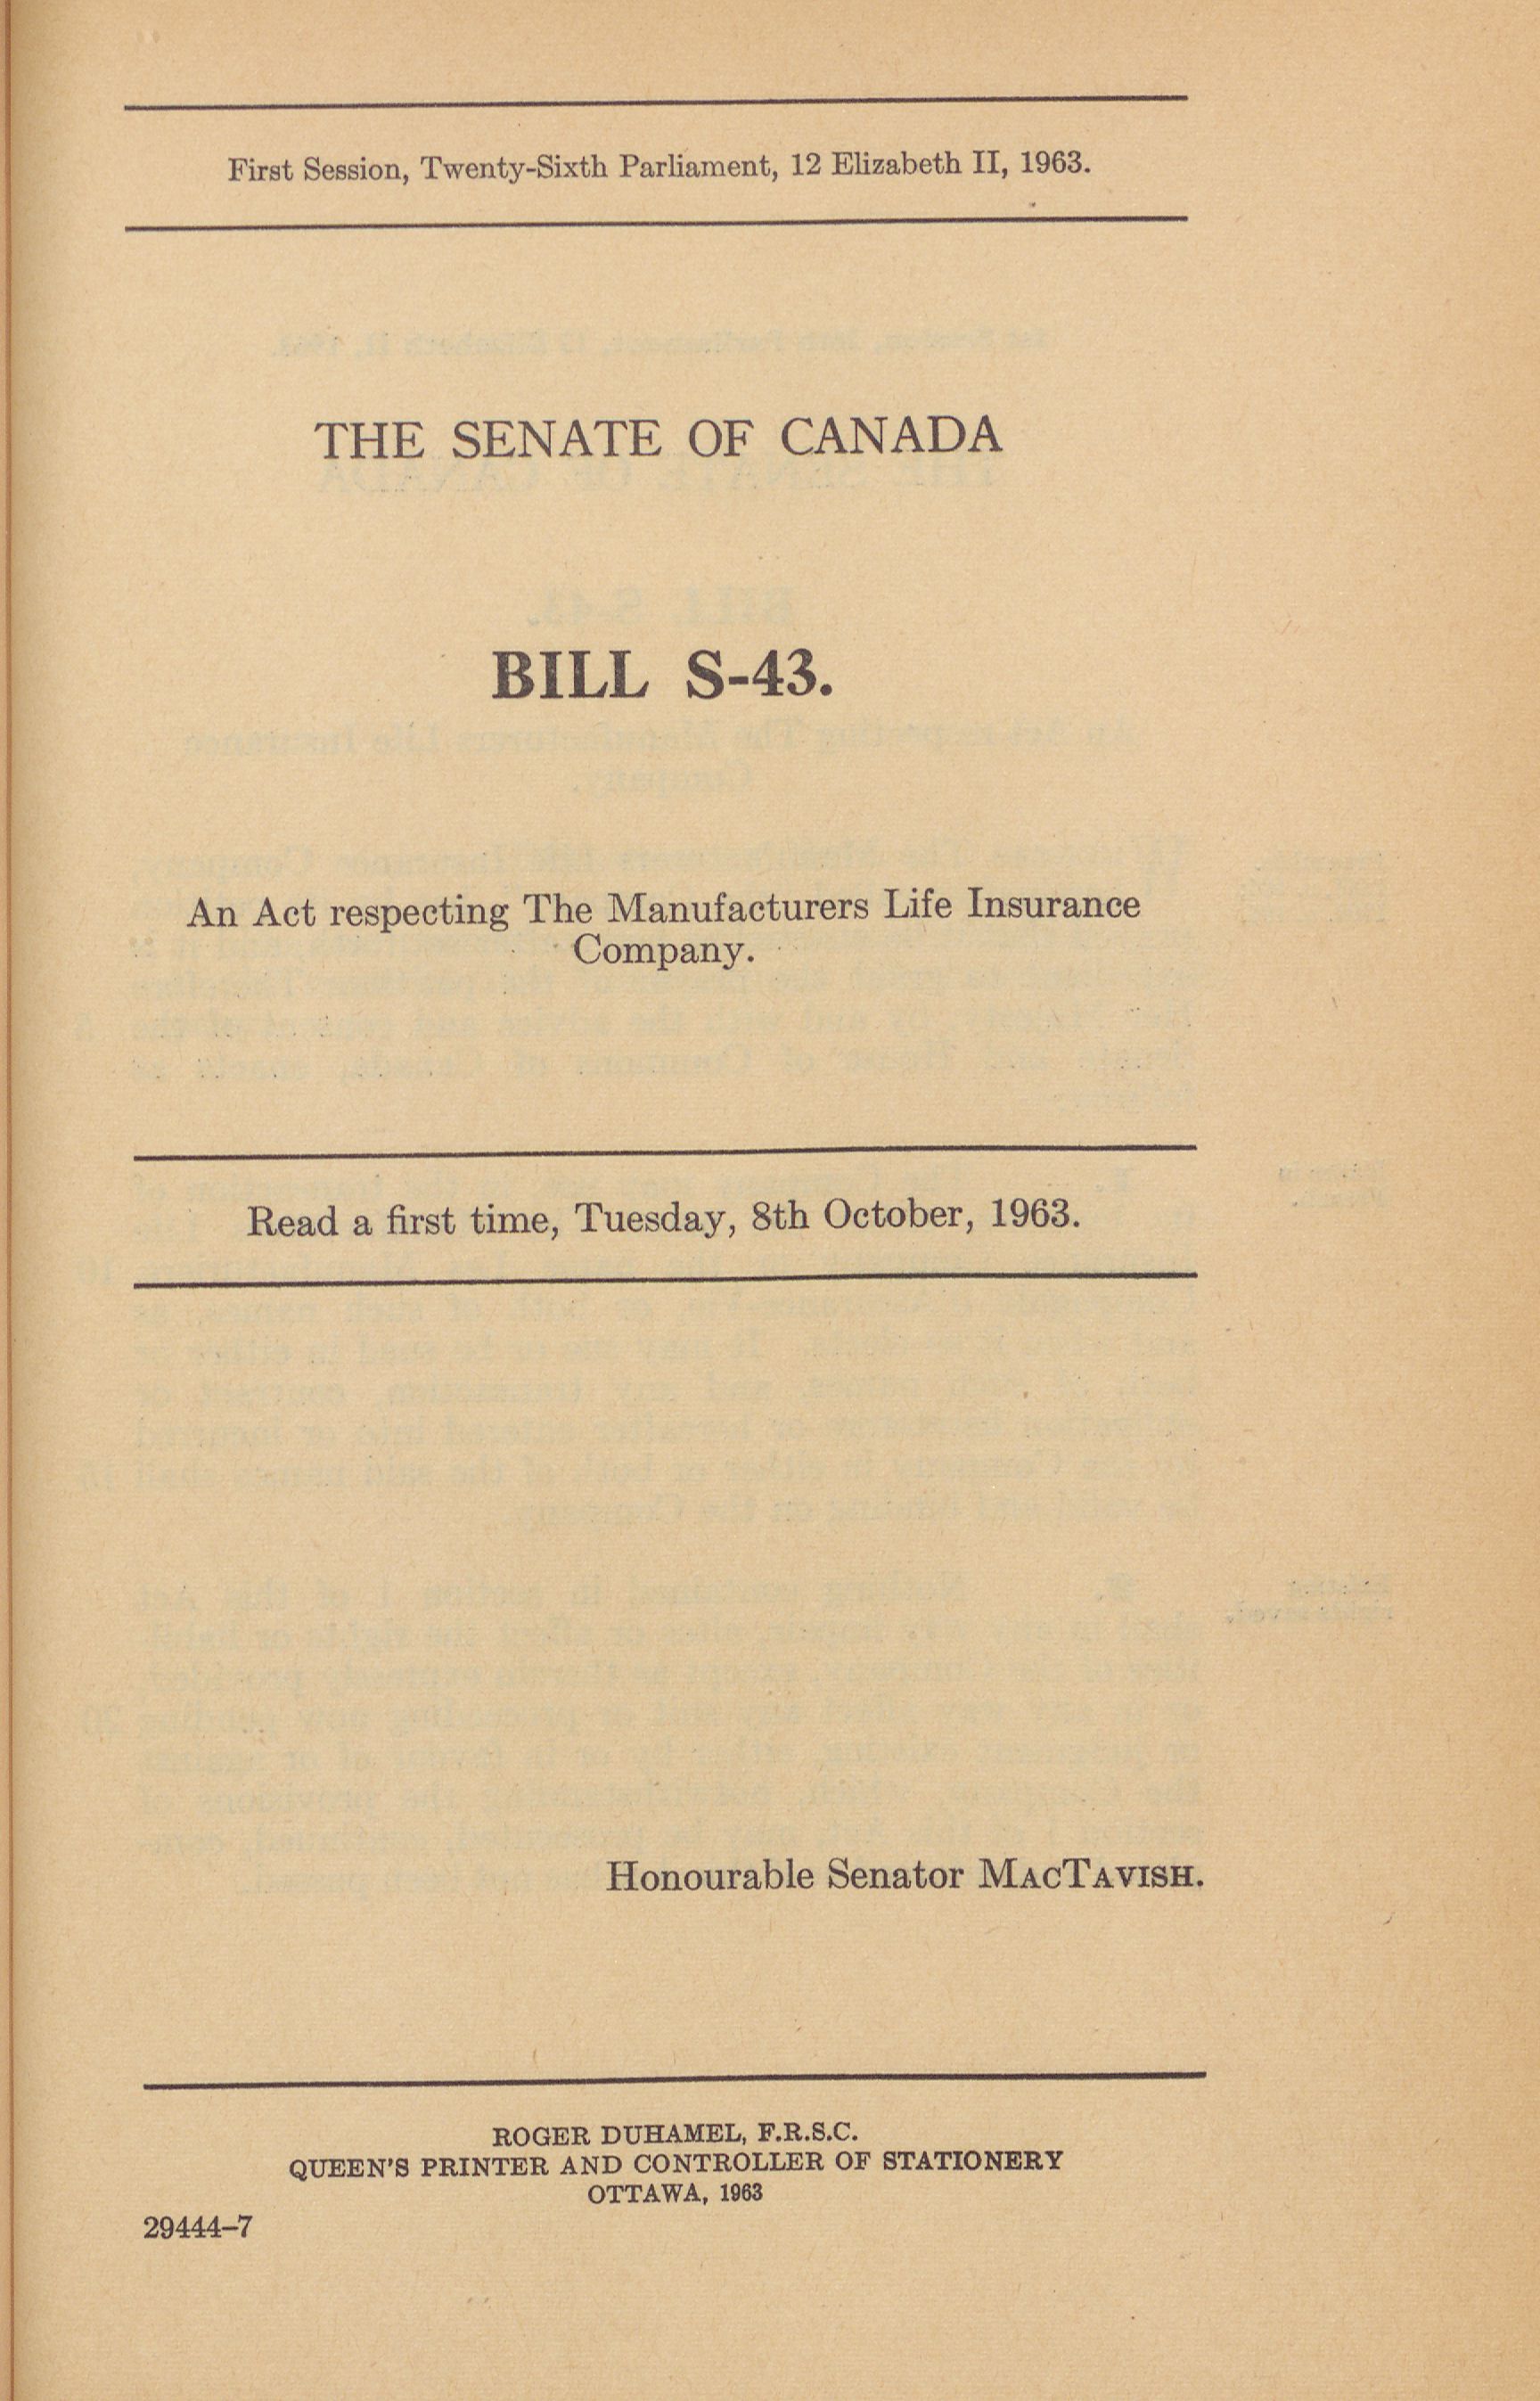 First Session, Twenty-Sixth Parliament, 12 Elizabeth II, 1963.
THE SENATE OF CANADA
BILL S-43.
An Act respecting The Manufacturers Life Insurance
Company.
Read a first time, Tuesday, 8th October, 1963.
Honourable Senator MACTAVISH.
ROGER DUHAMEL, F.R.S.C.
QUEEN'S PRINTER AND CONTROLLER OF STATIONERY
OTTAWA, 1963
29444–7